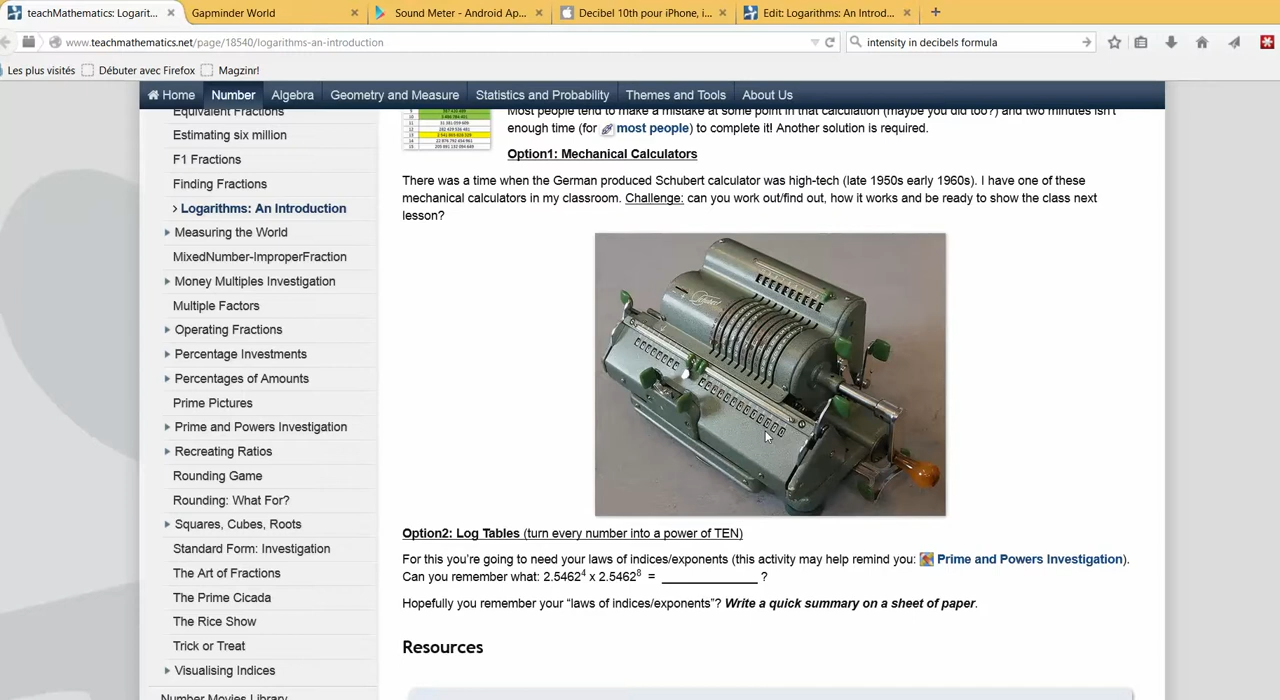 teachMathematics: Logarit...
Gapminder World
Sound Meter - Android Ap...
Decibel 10th pour iPhone, i...
Edit: Logarithms: An Introd...
www.teachmathematics.net/page/18540/logarithms-an-introduction
intensity in decibels formula
Les plus visités
Débuter avec Firefox
Magzinr!
Home
Number
Algebra
Geometry and Measure
Statistics and Probability
Themes and Tools
About Us
Equivalent Fractions
Estimating six million
F1 Fractions
Finding Fractions
Logarithms: An Introduction
Measuring the World
MixedNumber-ImproperFraction
Money Multiples Investigation
Multiple Factors
Operating Fractions
Percentage Investments
Percentages of Amounts
Prime Pictures
Prime and Powers Investigation
Recreating Ratios
Rounding Game
Rounding: What For?
Squares, Cubes, Roots
Standard Form: Investigation
The Art of Fractions
The Prime Cicada
The Rice Show
Trick or Treat
Visualising Indices
Number Movies Library
Most people tend to make a mistake at some point in that calculation (maybe you did too?) and two minutes isn't
enough time (for most people) to complete it! Another solution is required.
Option1: Mechanical Calculators
There was a time when the German produced Schubert calculator was high-tech (late 1950s early 1960s). I have one of these
mechanical calculators in my classroom. Challenge: can you work out/find out, how it works and be ready to show the class next
lesson?
Schubert
Option2: Log Tables (turn every number into a power of TEN)
For this you're going to need your laws of indices/exponents (this activity may help remind you: Prime and Powers Investigation).
Can you remember what: 2.5462⁴ x 2.5462⁸ = ____________ ?
Hopefully you remember your “laws of indices/exponents”? Write a quick summary on a sheet of paper.
Resources